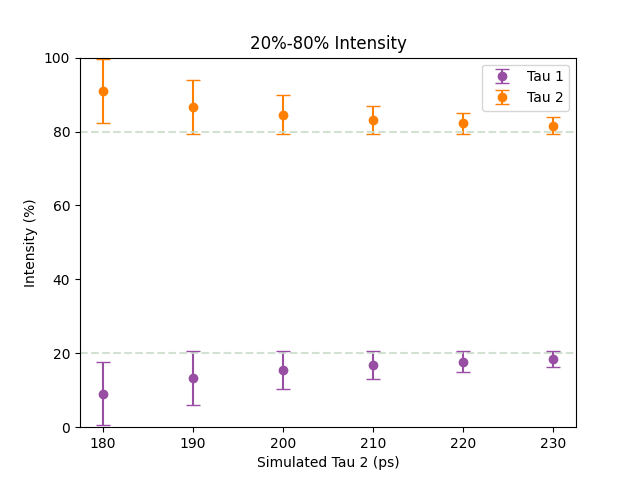 20%-80% Intensity
Tau 1
Tau 2
Intensity (%)
100
80
60
40
20
0
180 190 200 210 220 230
Simulated Tau 2 (ps)